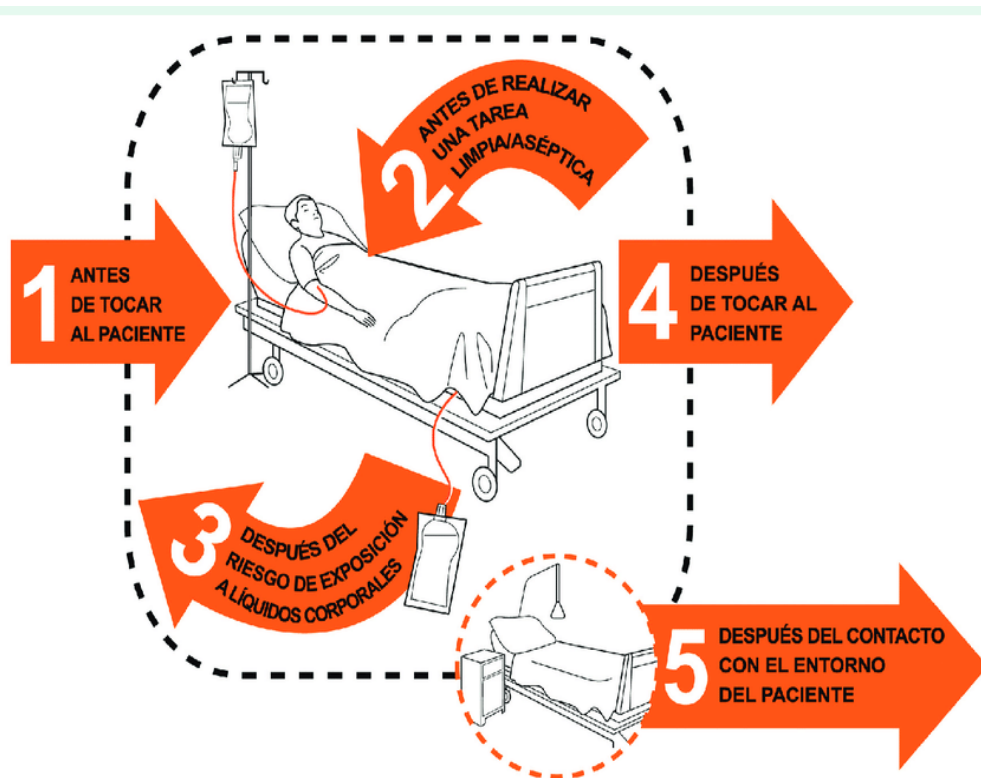 1
ANTES
DE TOCAR
AL PACIENTE
2
ANTES DE REALIZAR
UNA TAREA
LIMPIA/ASÉPTICA
3
DESPUÉS DEL
RIESGO DE EXPOSICIÓN
A LÍQUIDOS CORPORALES
4
DESPUÉS
DE TOCAR AL
PACIENTE
5
DESPUÉS DEL CONTACTO
CON EL ENTORNO
DEL PACIENTE